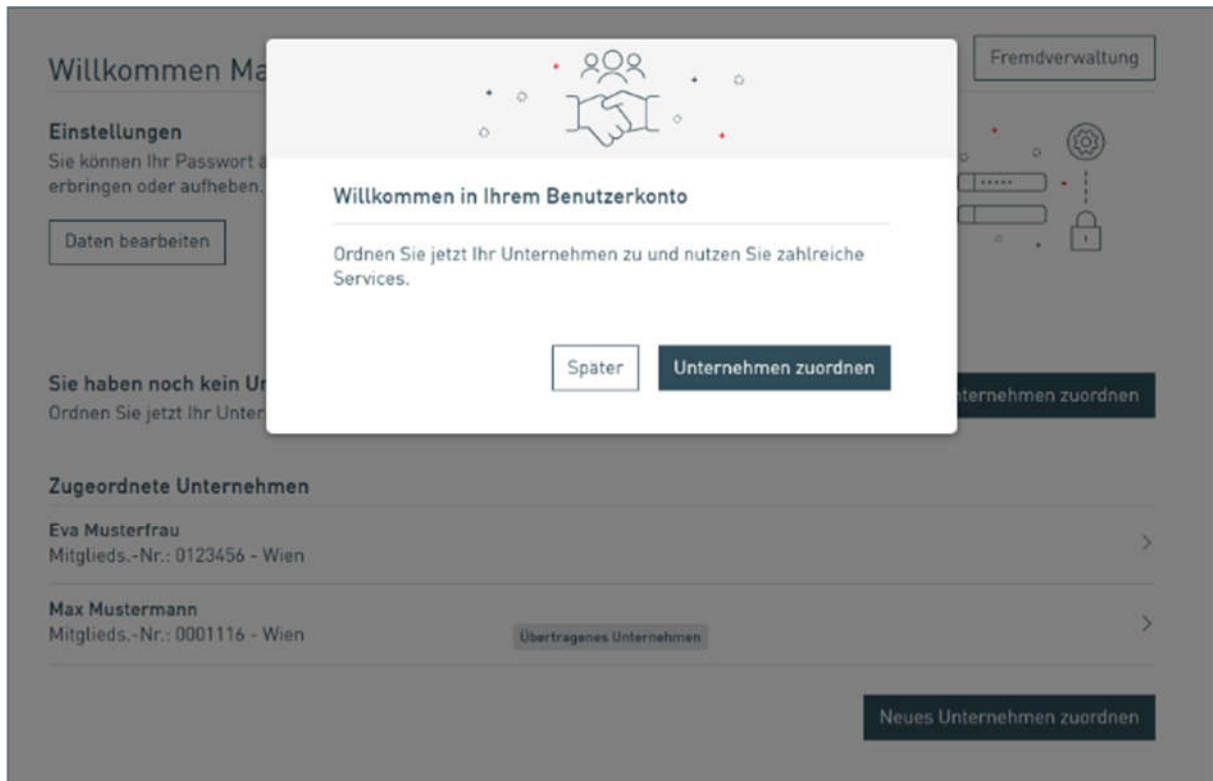 Willkommen Ma
Fremdverwaltung
Einstellungen
Sie können Ihr Passwort ä
erbringen oder aufheben.
Daten bearbeiten
Willkommen in Ihrem Benutzerkonto
Ordnen Sie jetzt Ihr Unternehmen zu und nutzen Sie zahlreiche
Services.
Später
Unternehmen zuordnen
Sie haben noch kein Un
Ordnen Sie jetzt Ihr Unter
nternehmen zuordnen
Zugeordnete Unternehmen
Eva Musterfrau
Mitglieds.-Nr.: 0123456 - Wien
Max Mustermann
Mitglieds.-Nr.: 0001116 - Wien
Übertragenes Unternehmen
Neues Unternehmen zuordnen